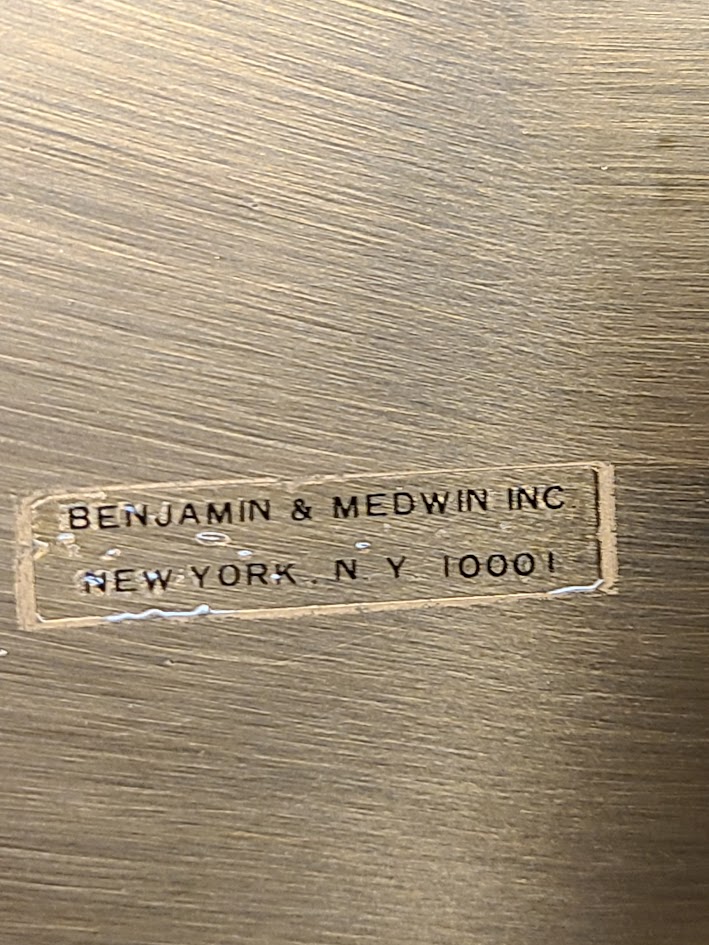 BENJAMIN & MEDWIN INC.
NEW YORK. N. Y. 10001